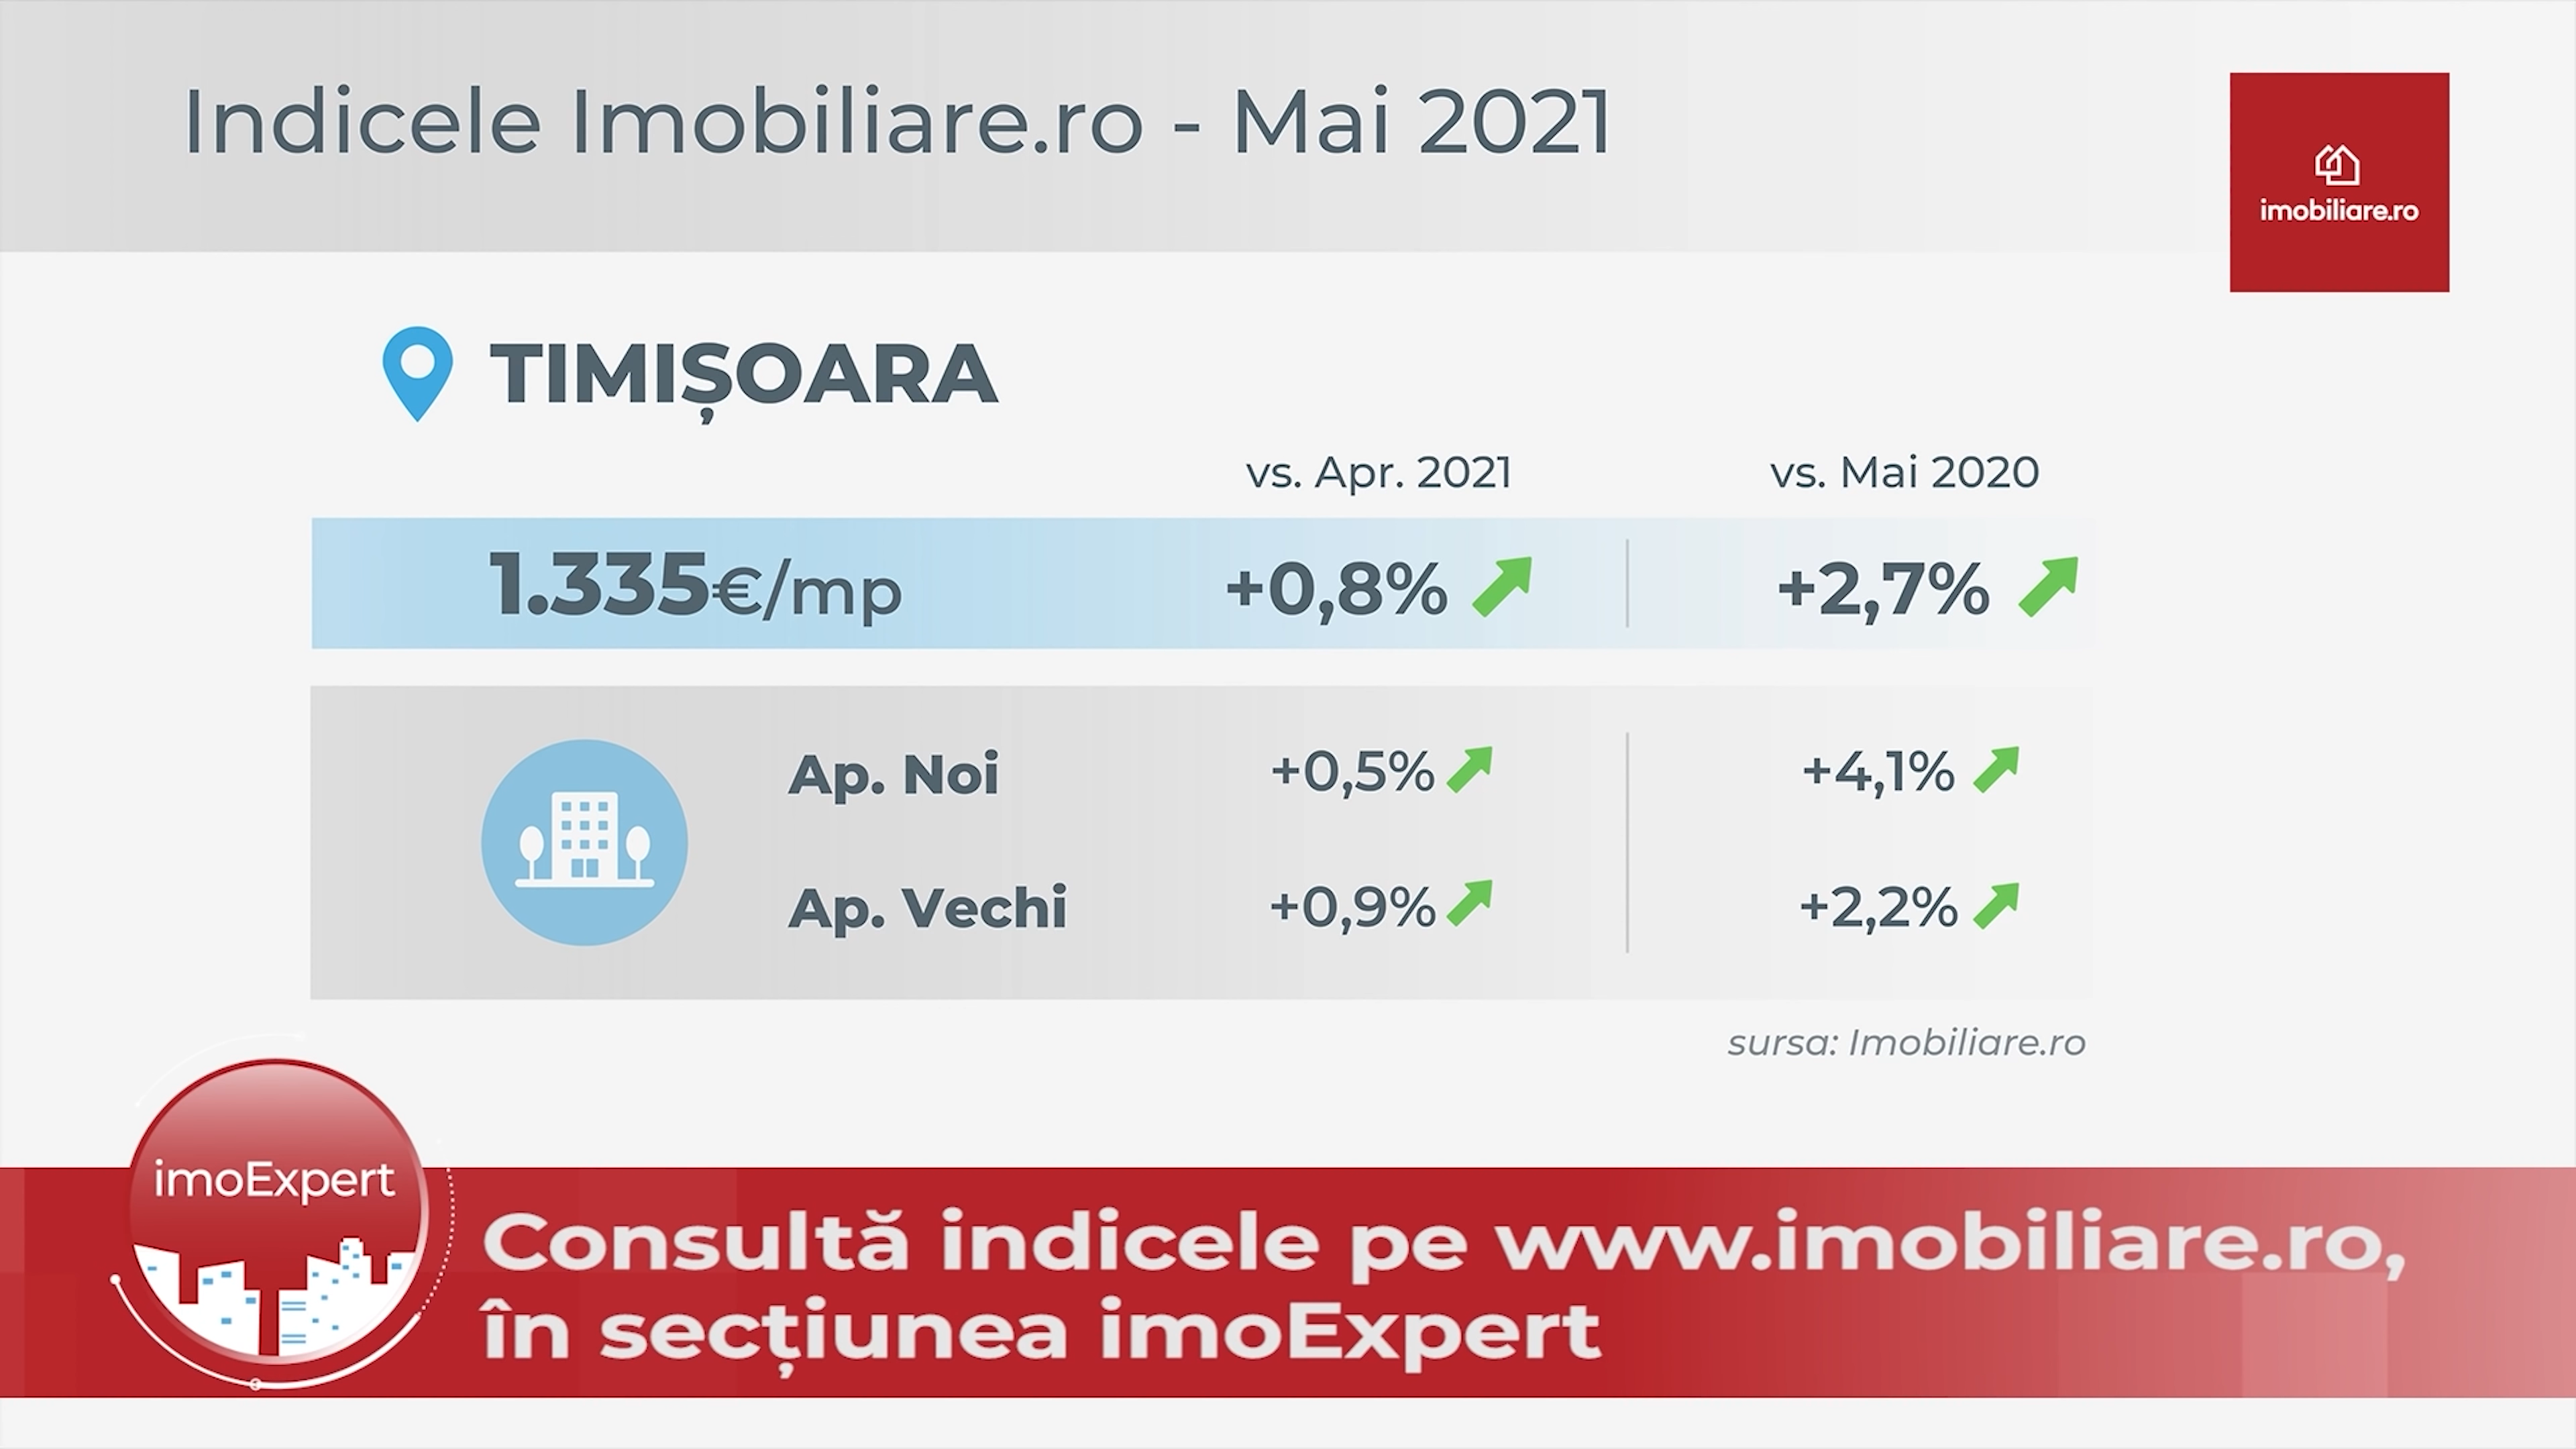 Indicele Imobiliare.ro - Mai 2021
imobiliare.ro
TIMIȘOARA
vs. Apr. 2021 vs. Mai 2020
1.335€/mp +0,8% +2,7%
Ap. Noi +0,5% +4,1%
Ap. Vechi +0,9% +2,2%
sursa: Imobiliare.ro
imoExpert
Consultă indicele pe www.imobiliare.ro,
în secțiunea imoExpert